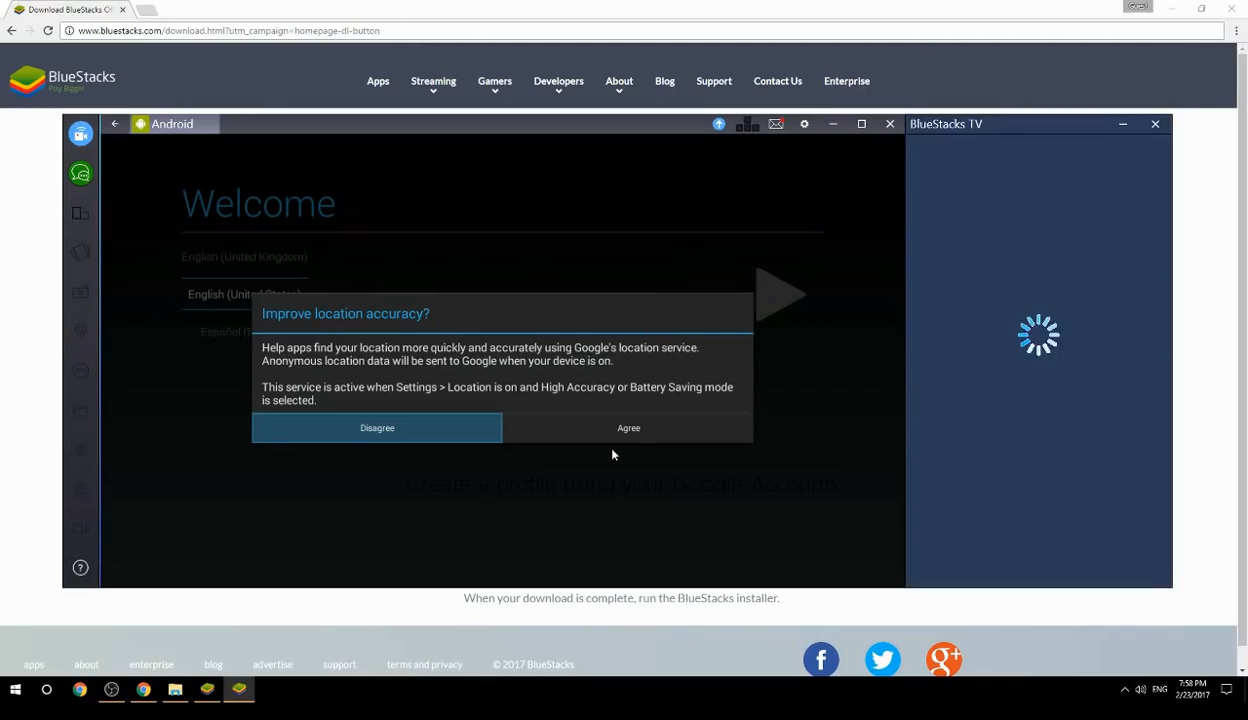 Download BlueStacks Of
Guest
www.bluestacks.com/download.html?utm_campaign=homepage-dl-button
BlueStacks
Play Bigger
Apps
Streaming
Gamers
Developers
About
Blog
Support
Contact Us
Enterprise
Android
BlueStacks TV
Welcome
English (United Kingdom)
English (United States)
Español (
Improve location accuracy?
Help apps find your location more quickly and accurately using Google's location service.
Anonymous location data will be sent to Google when your device is on.
This service is active when Settings > Location is on and High Accuracy or Battery Saving mode
is selected.
Disagree
Agree
Create a profile using your Google Accounts
When your download is complete, run the BlueStacks installer.
apps
about
enterprise
blog
advertise
support
terms and privacy
© 2017 BlueStacks
ENG
7:58 PM
2/23/2017